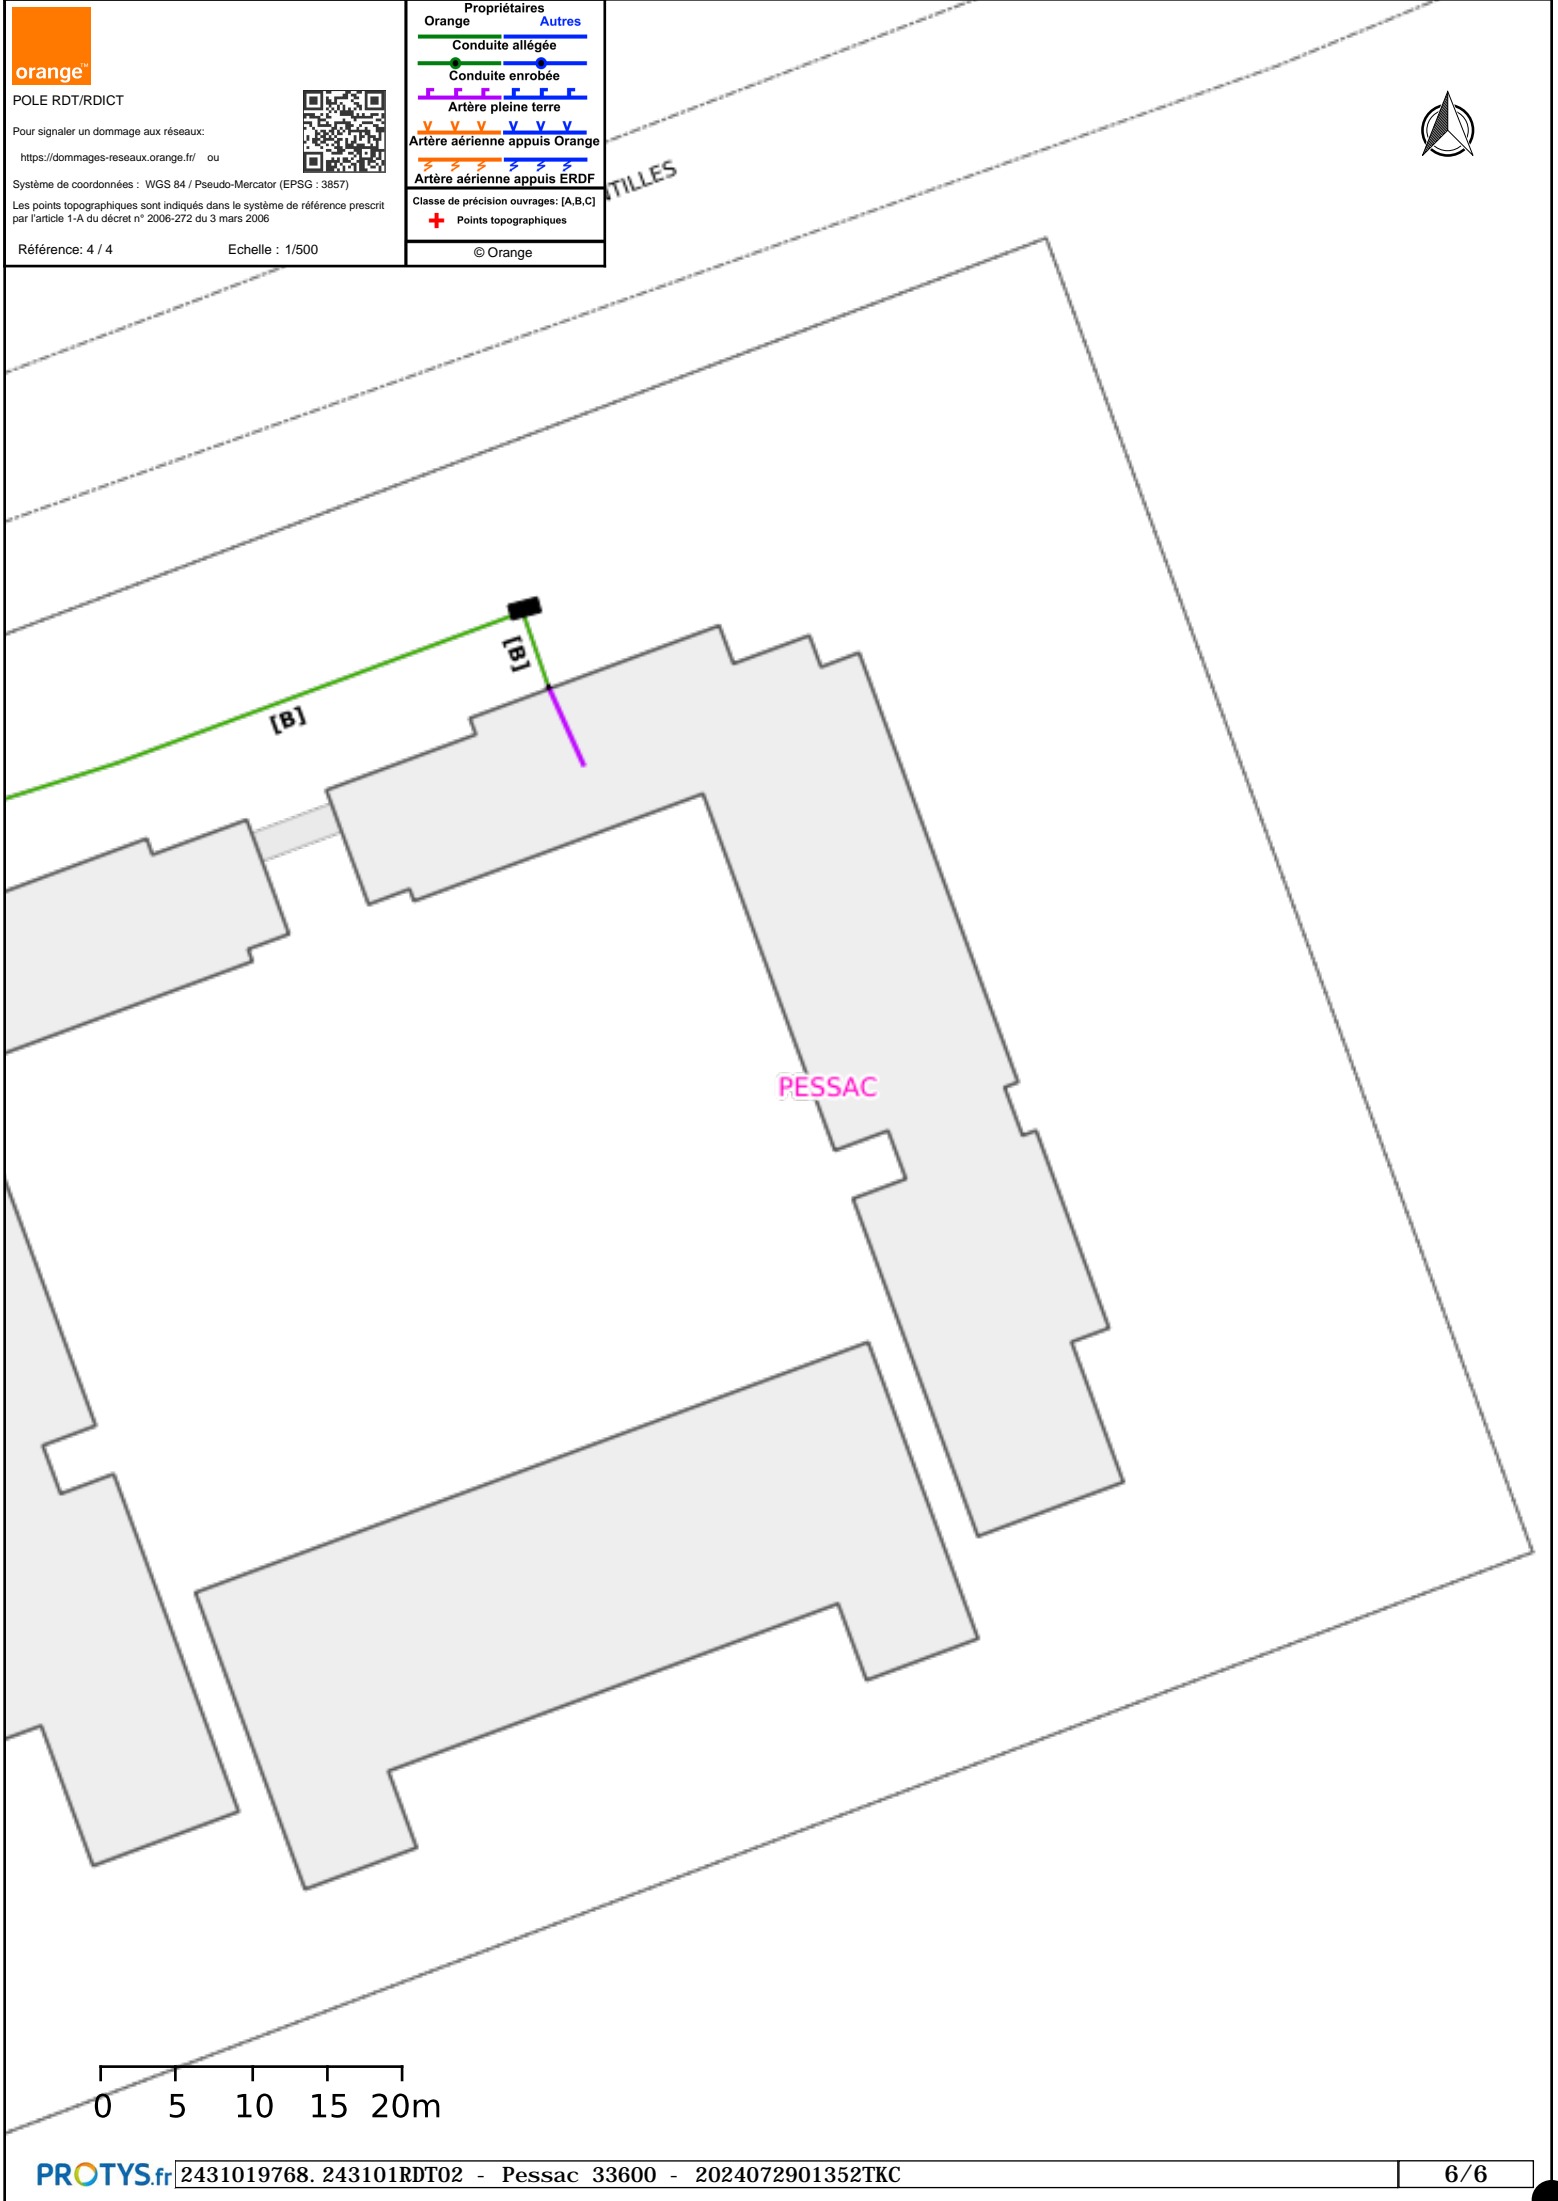 orange™
POLE RDT/RDICT
Pour signaler un dommage aux réseaux:
https://dommages-reseaux.orange.fr/ ou
Système de coordonnées : WGS 84 / Pseudo-Mercator (EPSG : 3857)
Les points topographiques sont indiqués dans le système de référence prescrit
par l'article 1-A du décret n° 2006-272 du 3 mars 2006
Référence: 4 / 4 Echelle : 1/500
Propriétaires
Orange Autres
Conduite allégée
Conduite enrobée
Artère pleine terre
Artère aérienne appuis Orange
Artère aérienne appuis ERDF
Classe de précision ouvrages: [A,B,C]
Points topographiques
© Orange
TILLES
[B]
[B]
PESSAC
0 5 10 15 20m
PROTYS.fr 2431019768.243101RDT02 - Pessac 33600 - 2024072901352TKC 6/6